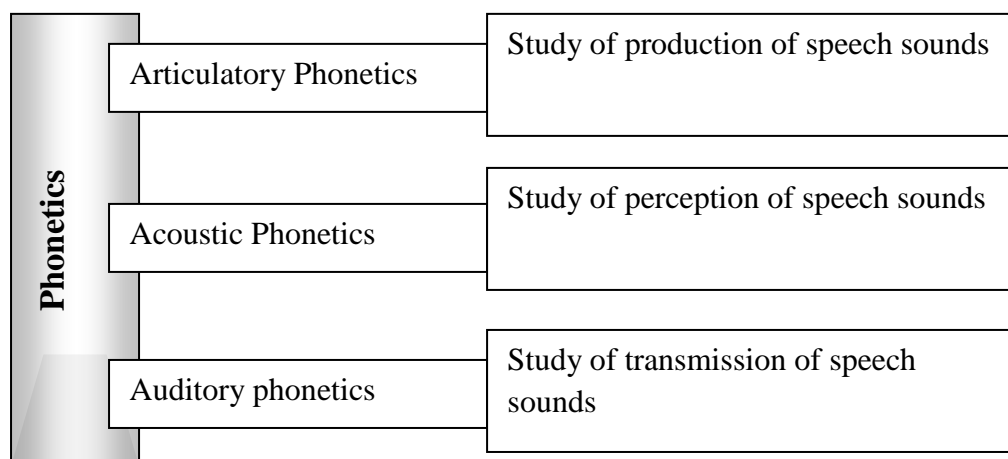 Phonetics
Articulatory Phonetics
Study of production of speech sounds
Acoustic Phonetics
Study of perception of speech sounds
Auditory phonetics
Study of transmission of speech
sounds